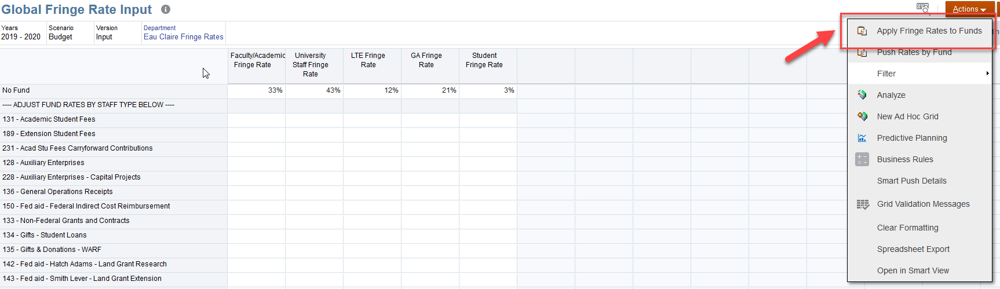 Global Fringe Rate Input
Actions
Years
2019 - 2020
Scenario
Budget
Version
Input
Department
Eau Claire Fringe Rates
Faculty/Academic
Fringe Rate
University
Staff Fringe
Rate
LTE Fringe
Rate
GA Fringe
Rate
Student
Fringe Rate
No Fund 33% 43% 12% 21% 3%
---- ADJUST FUND RATES BY STAFF TYPE BELOW ----
131 - Academic Student Fees
189 - Extension Student Fees
231 - Acad Stu Fees Carryforward Contributions
128 - Auxiliary Enterprises
228 - Auxiliary Enterprises - Capital Projects
136 - General Operations Receipts
150 - Fed aid - Federal Indirect Cost Reimbursement
133 - Non-Federal Grants and Contracts
134 - Gifts - Student Loans
135 - Gifts & Donations - WARF
142 - Fed aid - Hatch Adams - Land Grant Research
143 - Fed aid - Smith Lever - Land Grant Extension
Apply Fringe Rates to Funds
Push Rates by Fund
Filter
Analyze
New Ad Hoc Grid
Predictive Planning
Business Rules
Smart Push Details
Grid Validation Messages
Clear Formatting
Spreadsheet Export
Open in Smart View